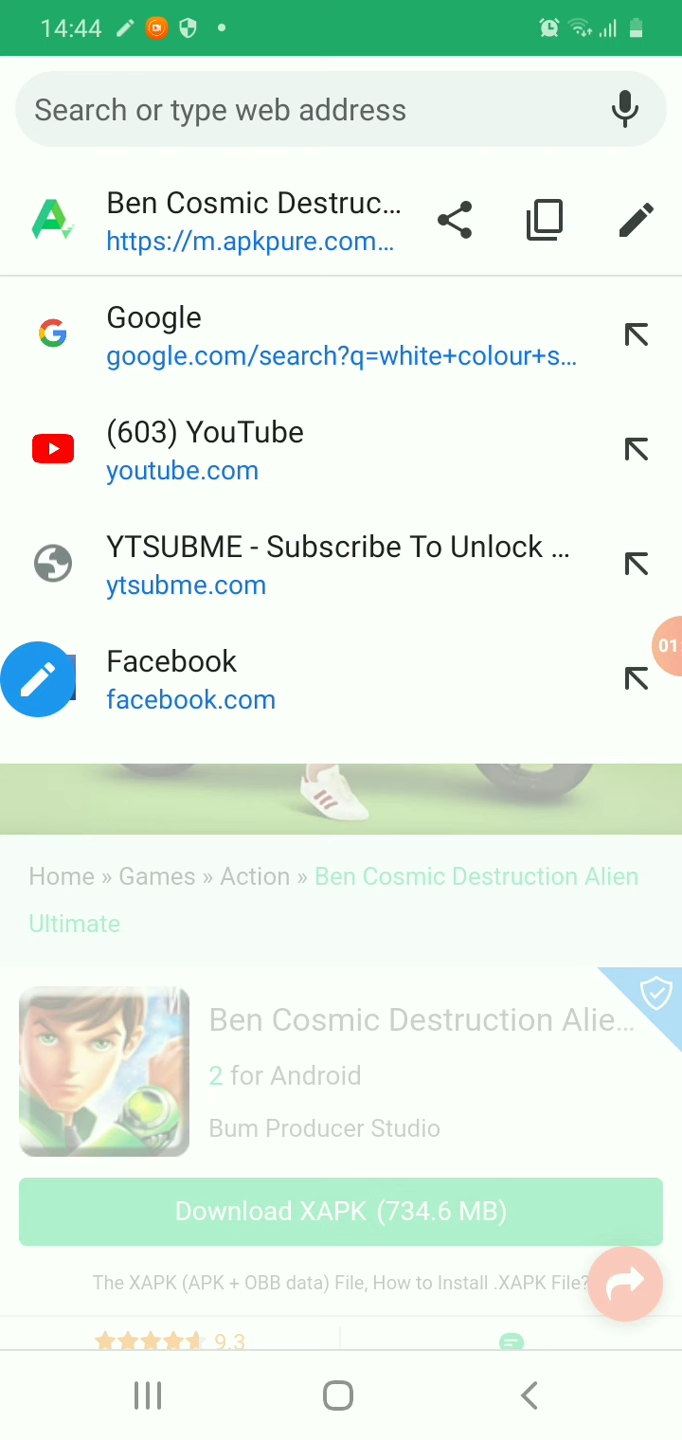 14:44
Search or type web address
Ben Cosmic Destruc...
https://m.apkpure.com...
Google
google.com/search?q=white+colour+s...
(603) YouTube
youtube.com
YTSUBME - Subscribe To Unlock ...
ytsubme.com
01
Facebook
facebook.com
Home » Games » Action » Ben Cosmic Destruction Alien
Ultimate
Ben Cosmic Destruction Alie...
2 for Android
Bum Producer Studio
Download XAPK (734.6 MB)
The XAPK (APK + OBB data) File, How to Install .XAPK File?
9.3